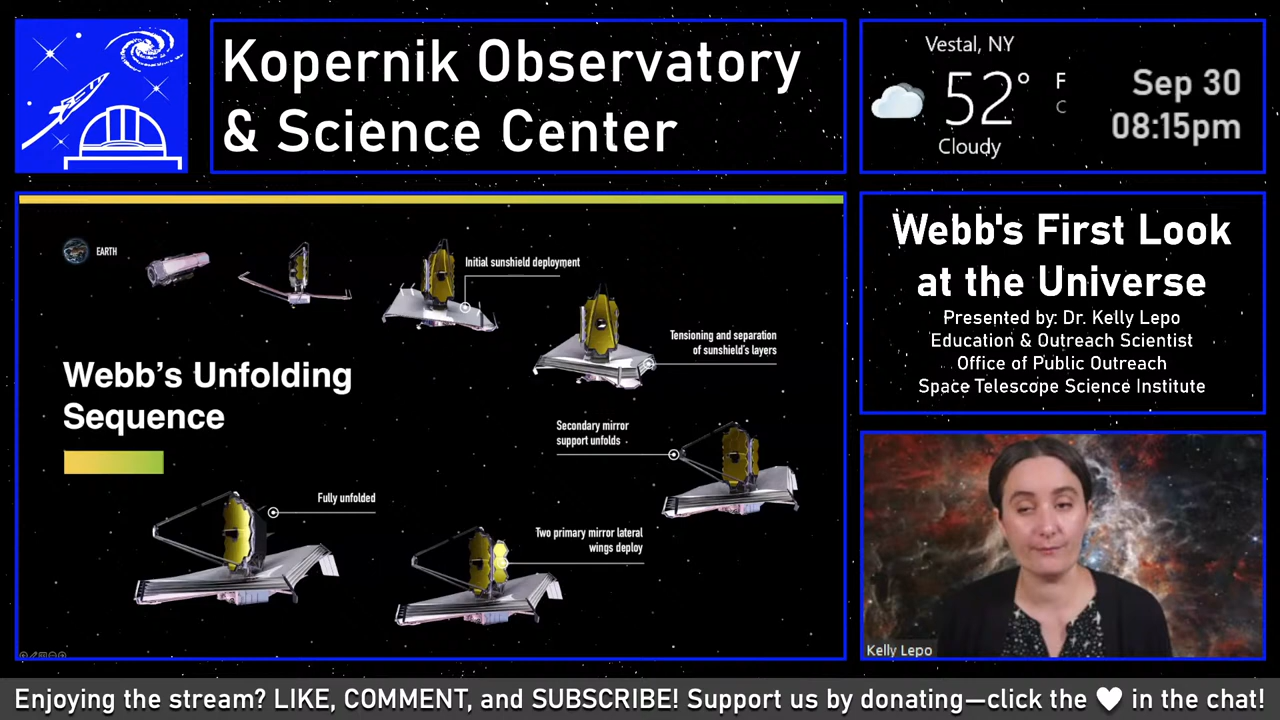 Kopernik Observatory
& Science Center
Vestal, NY
52°
F
C
Cloudy
Sep 30
08:15pm
EARTH
Initial sunshield deployment
Tensioning and separation
of sunshield's layers
Webb's Unfolding
Sequence
Secondary mirror
support unfolds
Fully unfolded
Two primary mirror lateral
wings deploy
Webb's First Look
at the Universe
Presented by: Dr. Kelly Lepo
Education & Outreach Scientist
Office of Public Outreach
Space Telescope Science Institute
Kelly Lepo
Enjoying the stream? LIKE, COMMENT, and SUBSCRIBE! Support us by donating—click the ♥ in the chat!